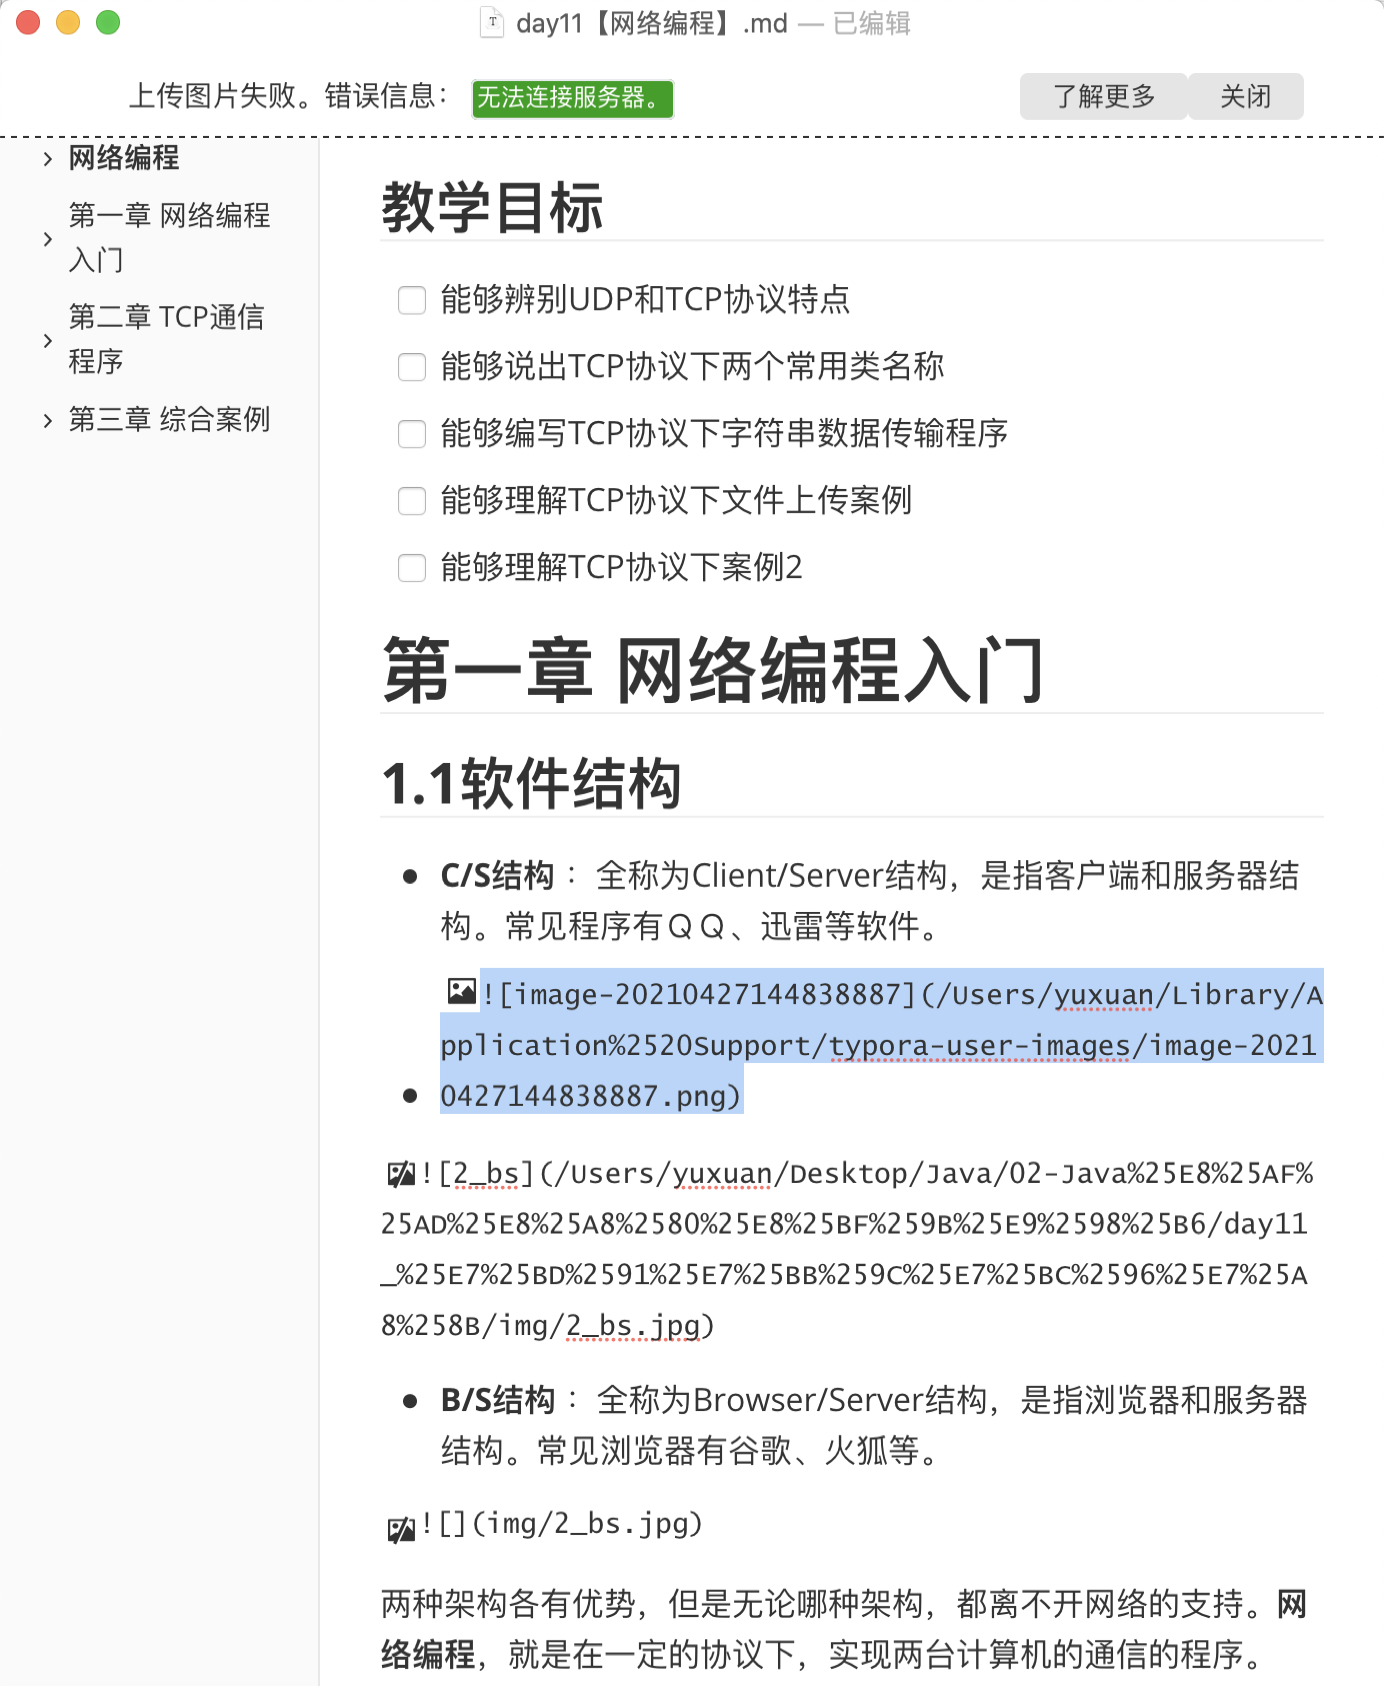 day11【网络编程】.md — 已编辑
上传图片失败。错误信息： 无法连接服务器。 了解更多 关闭
网络编程
第一章 网络编程
入门
第二章 TCP通信
程序
第三章 综合案例
教学目标
能够辨别UDP和TCP协议特点
能够说出TCP协议下两个常用类名称
能够编写TCP协议下字符串数据传输程序
能够理解TCP协议下文件上传案例
能够理解TCP协议下案例2
第一章 网络编程入门
1.1软件结构
C/S结构 ：全称为Client/Server结构，是指客户端和服务器结
构。常见程序有ＱＱ、迅雷等软件。
![image-20210427144838887](/Users/yuxuan/Library/A
pplication%2520Support/typora-user-images/image-2021
0427144838887.png)
![2_bs](/Users/yuxuan/Desktop/Java/02-Java%25E8%25AF%
25AD%25E8%25A8%2580%25E8%25BF%259B%25E9%2598%25B6/day11
_%25E7%25BD%2591%25E7%25BB%259C%25E7%25BC%2596%25E7%25A
8%258B/img/2_bs.jpg)
B/S结构 ：全称为Browser/Server结构，是指浏览器和服务器
结构。常见浏览器有谷歌、火狐等。
![](img/2_bs.jpg)
两种架构各有优势，但是无论哪种架构，都离不开网络的支持。网
络编程，就是在一定的协议下，实现两台计算机的通信的程序。